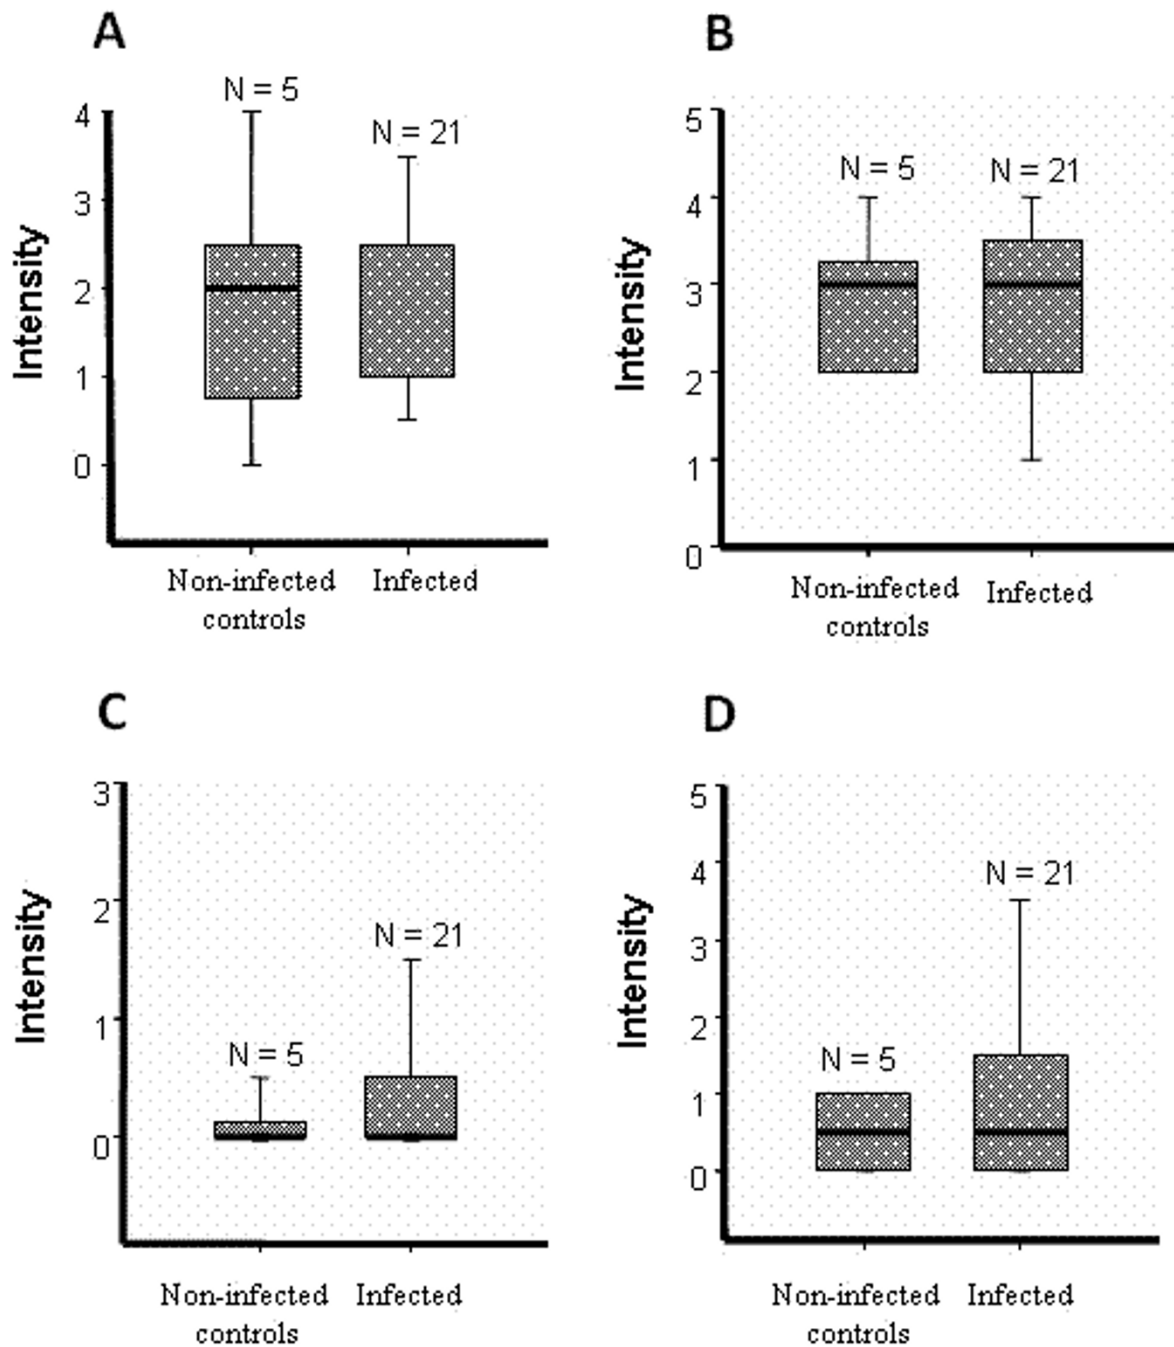 A
N = 5
N = 21
4
3
2
1
0
Intensity
Non-infected
controls
Infected
B
N = 5
N = 21
5
4
3
2
1
0
Intensity
Non-infected
controls
Infected
C
N = 5
N = 21
3
2
1
0
Intensity
Non-infected
controls
Infected
D
N = 5
N = 21
5
4
3
2
1
0
Intensity
Non-infected
controls
Infected